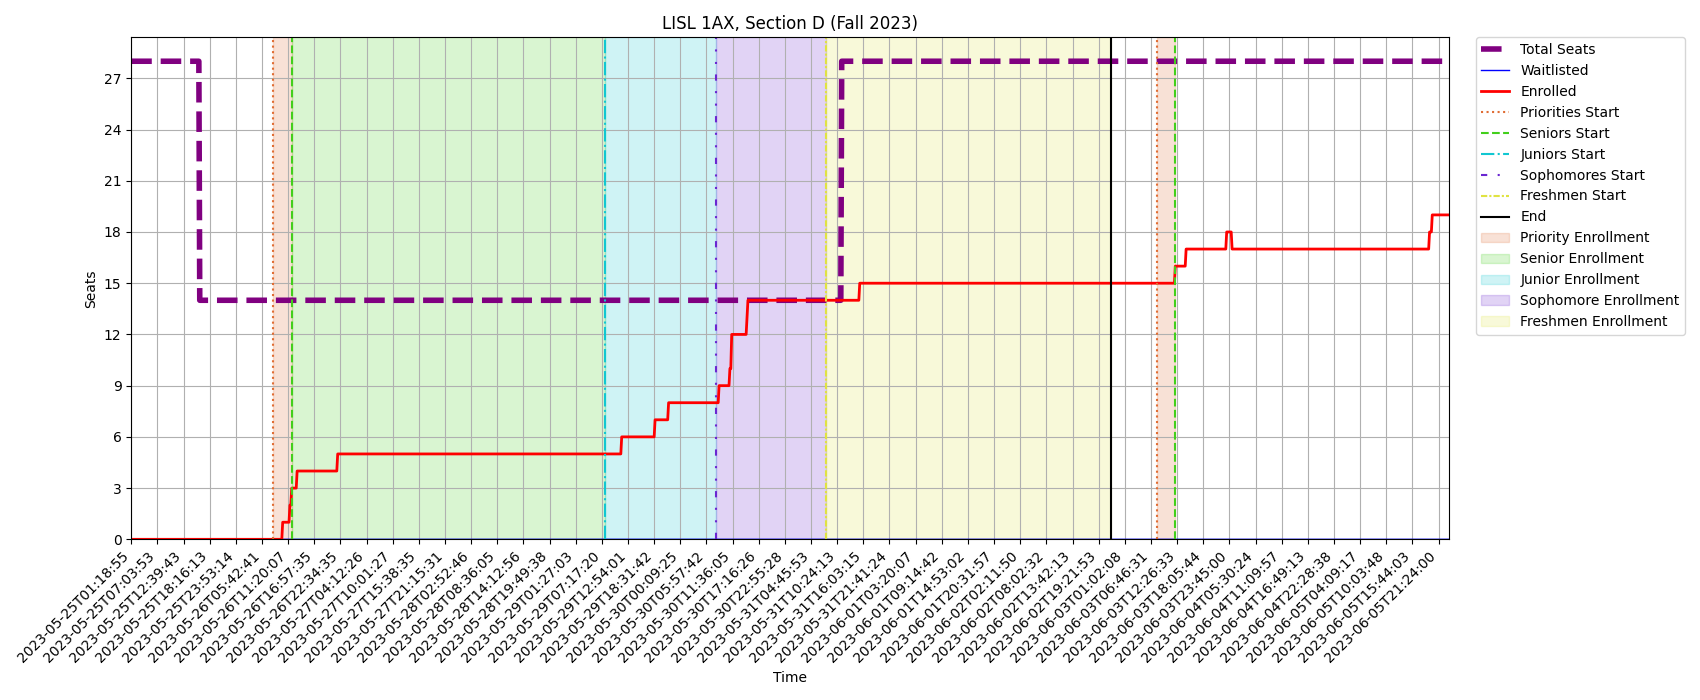 LISL 1AX, Section D (Fall 2023)
Seats
27
24
21
18
15
12
9
6
3
0
2023-05-25T01:18:55
2023-05-25T07:03:53
2023-05-25T12:39:43
2023-05-25T18:16:13
2023-05-25T23:53:14
2023-05-26T05:42:41
2023-05-26T11:20:07
2023-05-26T16:57:35
2023-05-26T22:34:35
2023-05-27T04:12:26
2023-05-27T10:01:27
2023-05-27T15:38:35
2023-05-27T21:15:31
2023-05-28T02:52:46
2023-05-28T08:36:05
2023-05-28T14:12:56
2023-05-28T19:49:38
2023-05-29T01:27:03
2023-05-29T07:17:20
2023-05-29T12:54:01
2023-05-29T18:31:42
2023-05-30T00:09:25
2023-05-30T05:57:42
2023-05-30T11:36:05
2023-05-30T17:16:26
2023-05-30T22:55:28
2023-05-31T04:45:53
2023-05-31T10:24:13
2023-05-31T16:03:15
2023-05-31T21:41:24
2023-06-01T03:20:07
2023-06-01T09:14:42
2023-06-01T14:53:02
2023-06-01T20:31:57
2023-06-02T02:11:50
2023-06-02T08:02:32
2023-06-02T13:42:13
2023-06-02T19:21:53
2023-06-03T01:02:08
2023-06-03T06:46:31
2023-06-03T12:26:33
2023-06-03T18:05:44
2023-06-03T23:45:00
2023-06-04T05:30:24
2023-06-04T11:09:57
2023-06-04T16:49:13
2023-06-04T22:28:38
2023-06-05T04:09:17
2023-06-05T10:03:48
2023-06-05T15:44:03
2023-06-05T21:24:00
Time
Total Seats
Waitlisted
Enrolled
Priorities Start
Seniors Start
Juniors Start
Sophomores Start
Freshmen Start
End
Priority Enrollment
Senior Enrollment
Junior Enrollment
Sophomore Enrollment
Freshmen Enrollment